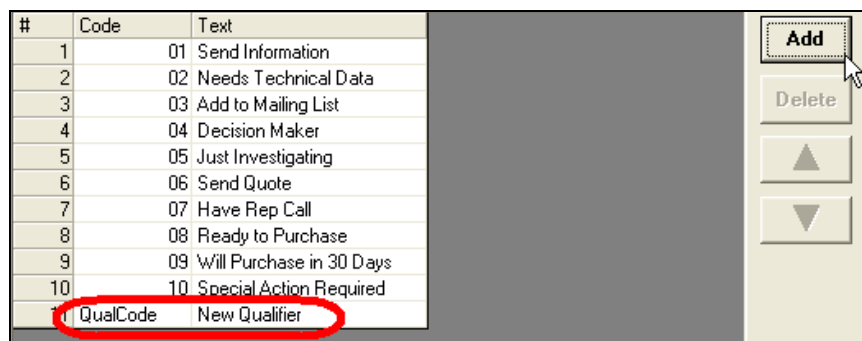 # Code Text
1 01 Send Information
2 02 Needs Technical Data
3 03 Add to Mailing List
4 04 Decision Maker
5 05 Just Investigating
6 06 Send Quote
7 07 Have Rep Call
8 08 Ready to Purchase
9 09 Will Purchase in 30 Days
10 10 Special Action Required
11 QualCode New Qualifier
Add
Delete